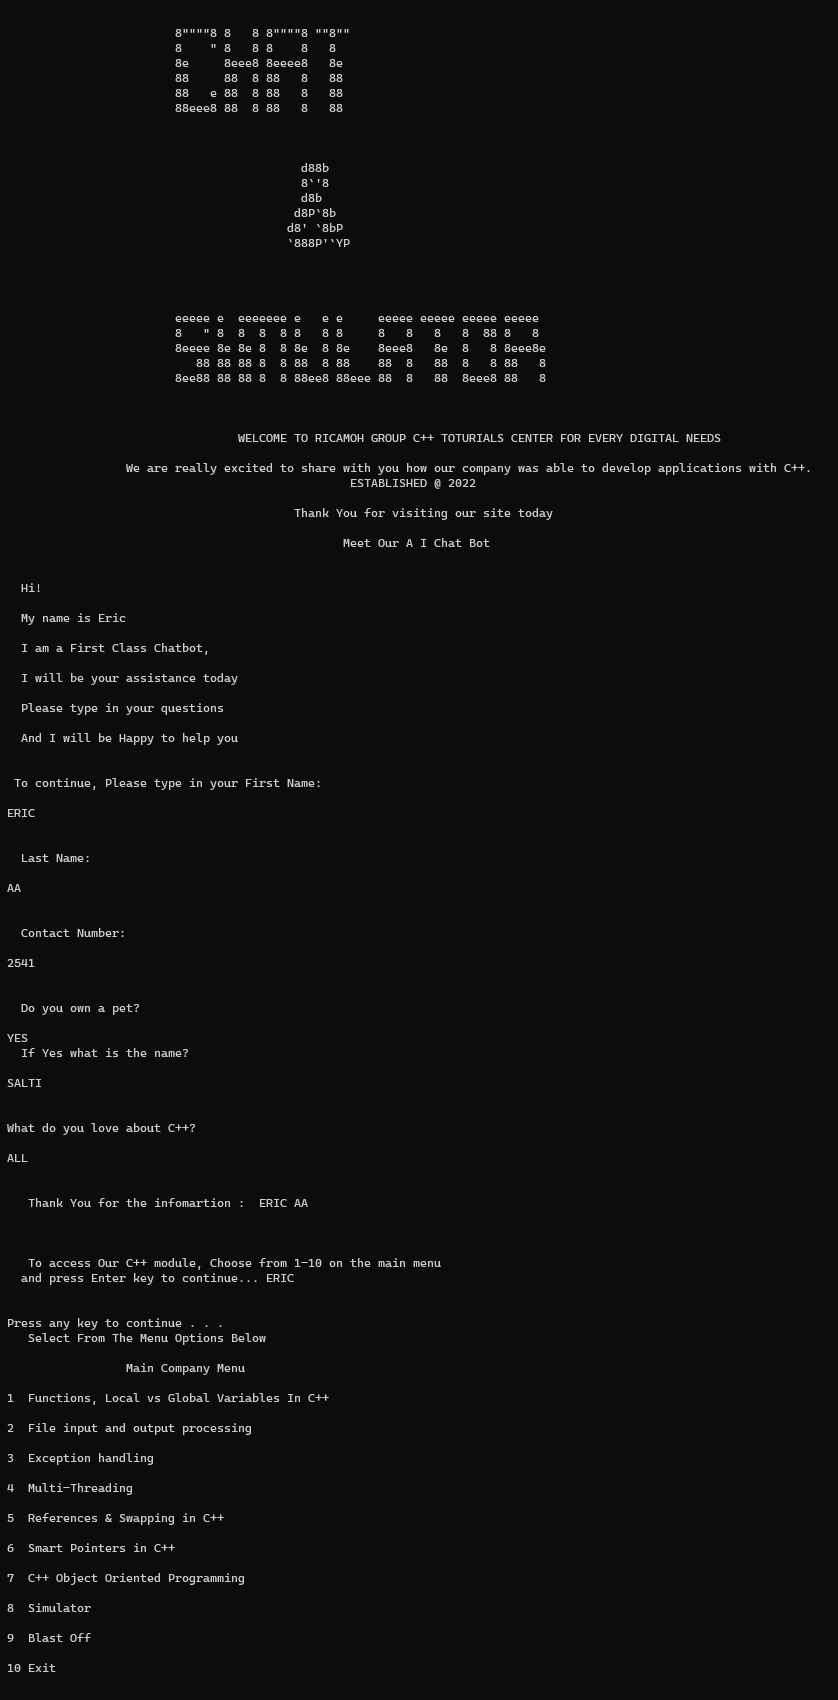 8""""8 8   8 8""""8 ""8""
8    " 8   8 8    8   8
8e     8eee8 8eeee8   8e
88     88  8 88   8   88
88   e 88  8 88   8   88
88eee8 88  8 88   8   88
d88b
8`'8
d8b
d8P`8b
d8' `8bP
`888P'`YP
eeeee e  eeeeeee e   e e     eeeee eeeee eeeee eeeee
8   " 8  8  8  8 8   8 8     8   8   8   8  88 8   8
8eeee 8e 8e 8  8 8e  8 8e    8eee8   8e  8   8 8eee8e
88 88 88 8  8 88  8 88    88  8   88  8   8 88   8
8ee88 88 88 8  8 88ee8 88eee 88  8   88  8eee8 88   8
WELCOME TO RICAMOH GROUP C++ TOTURIALS CENTER FOR EVERY DIGITAL NEEDS
We are really excited to share with you how our company was able to develop applications with C++.
ESTABLISHED @ 2022
Thank You for visiting our site today
Meet Our A I Chat Bot
Hi!
My name is Eric
I am a First Class Chatbot,
I will be your assistance today
Please type in your questions
And I will be Happy to help you
To continue, Please type in your First Name:
ERIC
Last Name:
AA
Contact Number:
2541
Do you own a pet?
YES
If Yes what is the name?
SALTI
What do you love about C++?
ALL
Thank You for the infomartion :  ERIC AA
To access Our C++ module, Choose from 1-10 on the main menu
and press Enter key to continue... ERIC
Press any key to continue . . .
Select From The Menu Options Below
Main Company Menu
1  Functions, Local vs Global Variables In C++
2  File input and output processing
3  Exception handling
4  Multi-Threading
5  References & Swapping in C++
6  Smart Pointers in C++
7  C++ Object Oriented Programming
8  Simulator
9  Blast Off
10 Exit